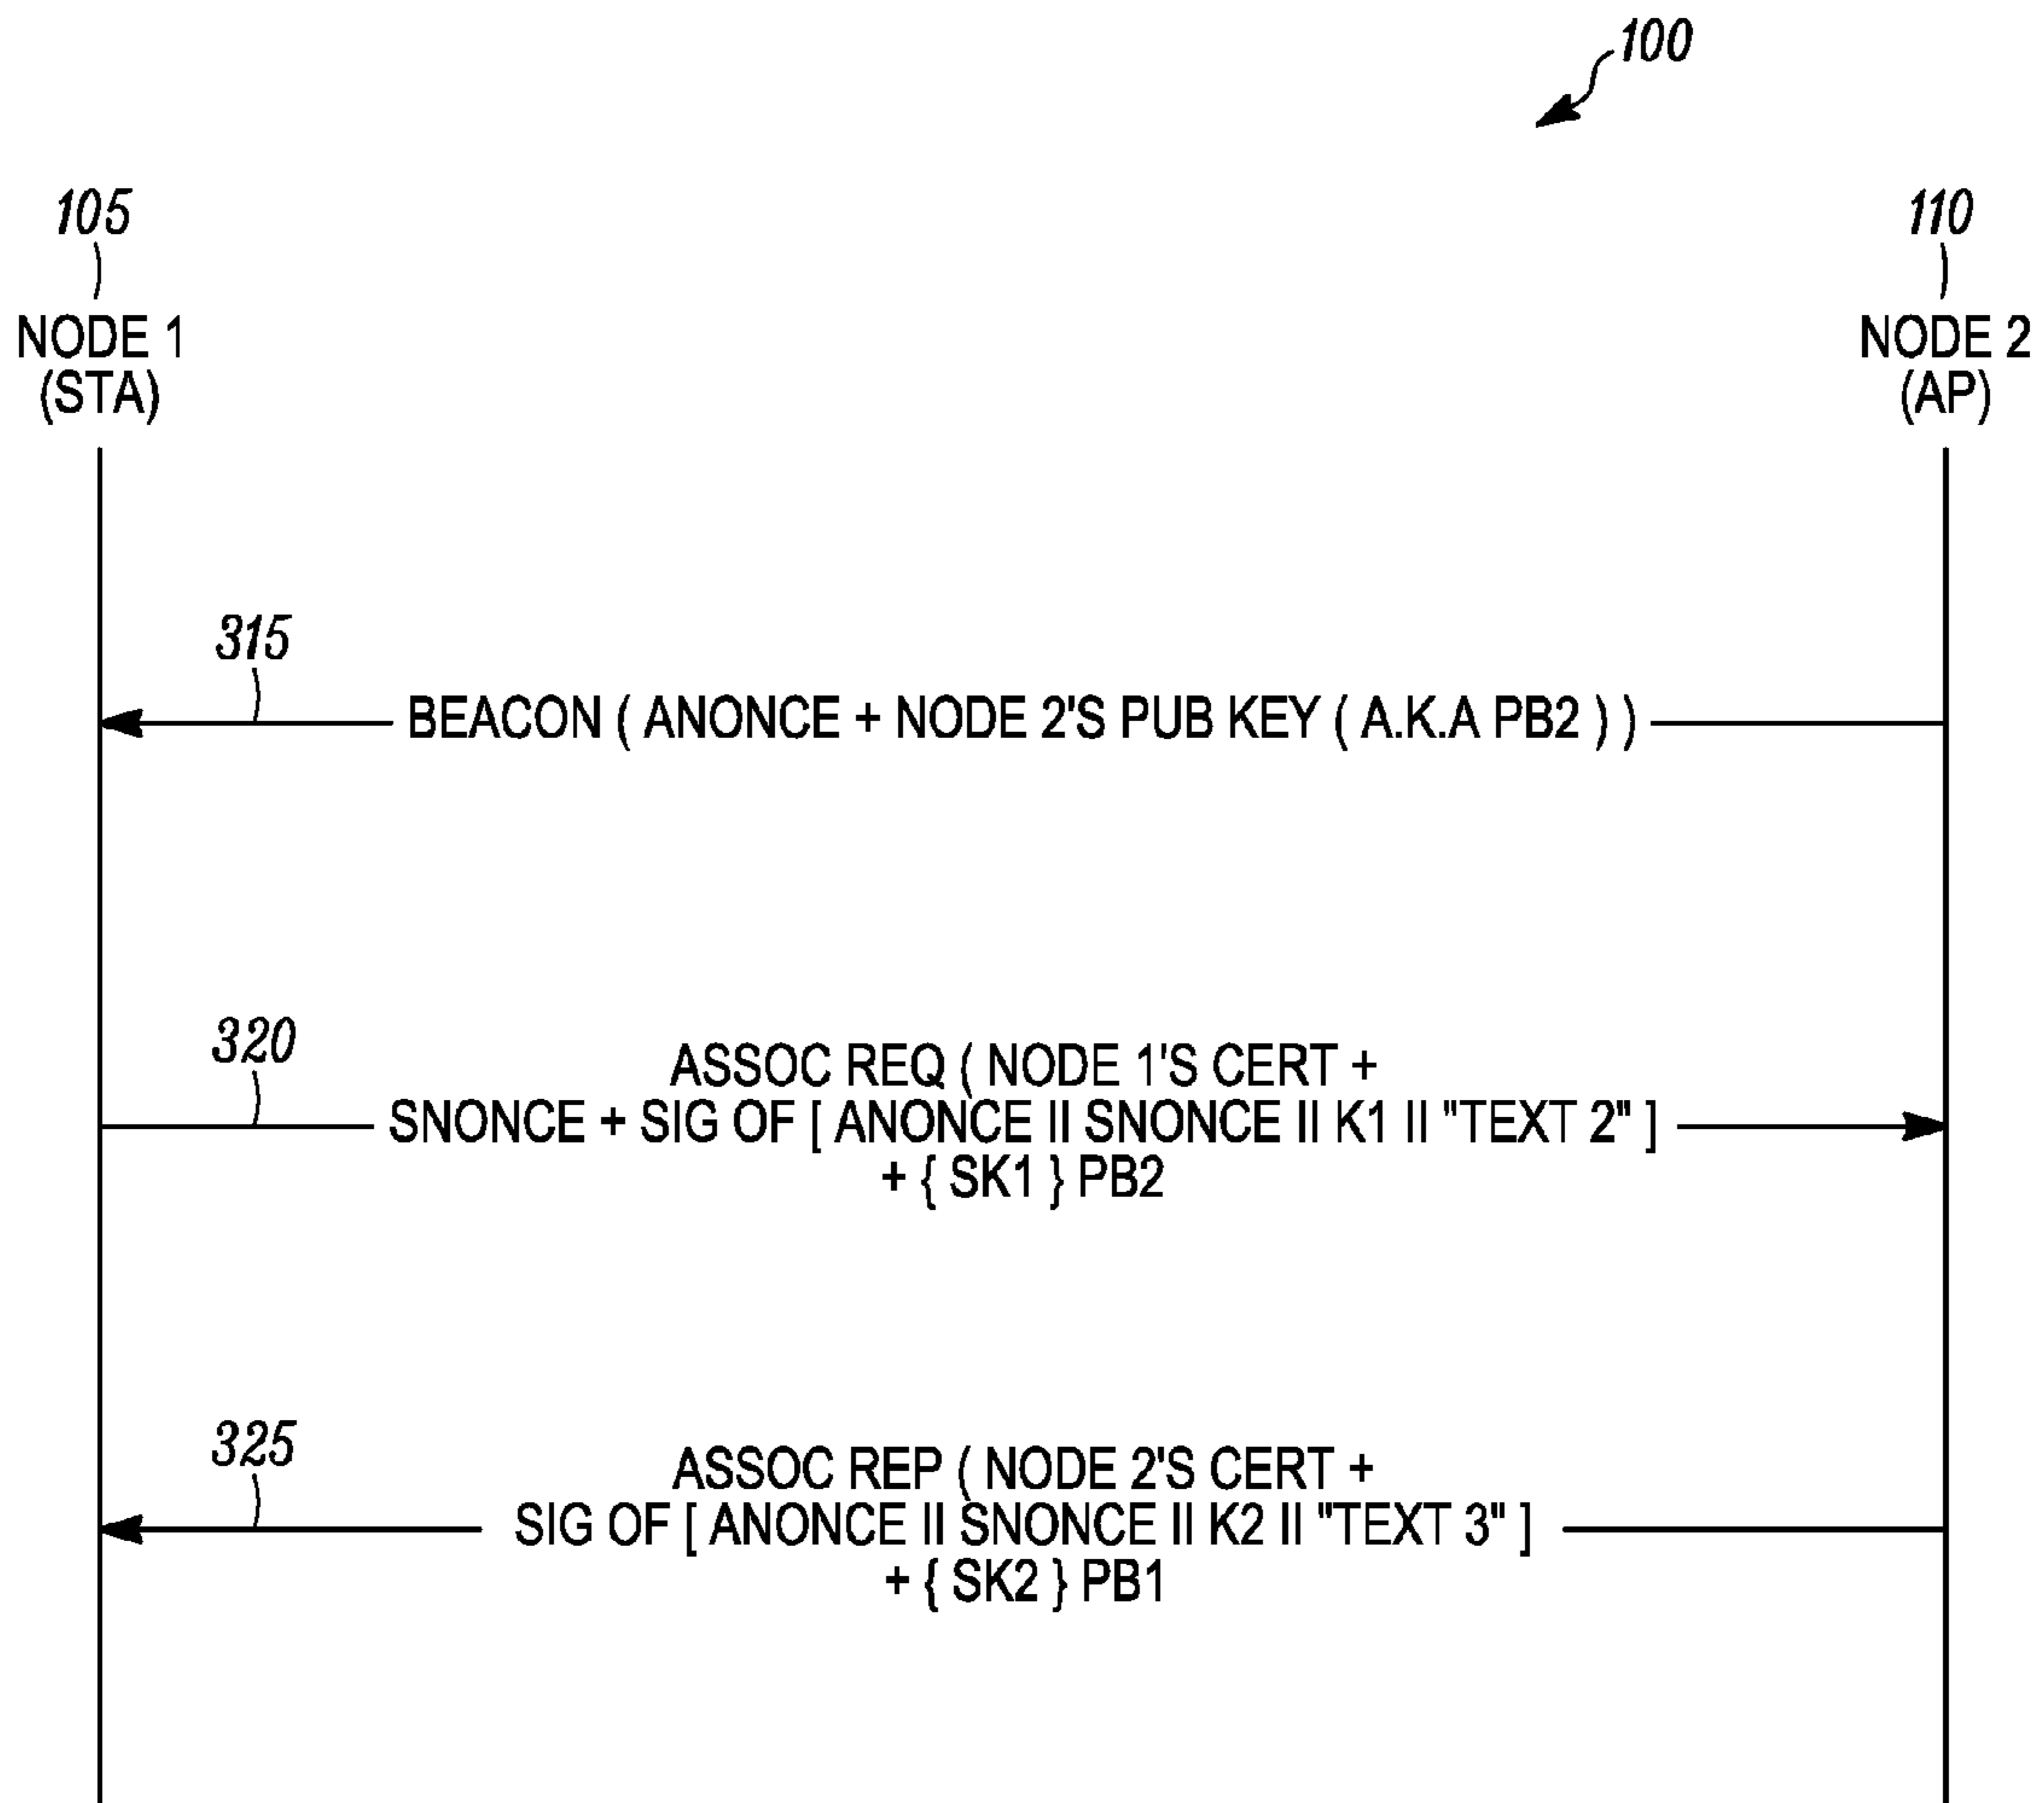 100
105
110
NODE 1
(STA)
NODE 2
(AP)
315
BEACON ( ANONCE + NODE 2'S PUB KEY ( A.K.A PB2 ) )
320
ASSOC REQ ( NODE 1'S CERT +
SNONCE + SIG OF [ ANONCE II SNONCE II K1 II "TEXT 2" ]
+ { SK1 } PB2
325
ASSOC REP ( NODE 2'S CERT +
SIG OF [ ANONCE II SNONCE II K2 II "TEXT 3" ]
+ { SK2 } PB1